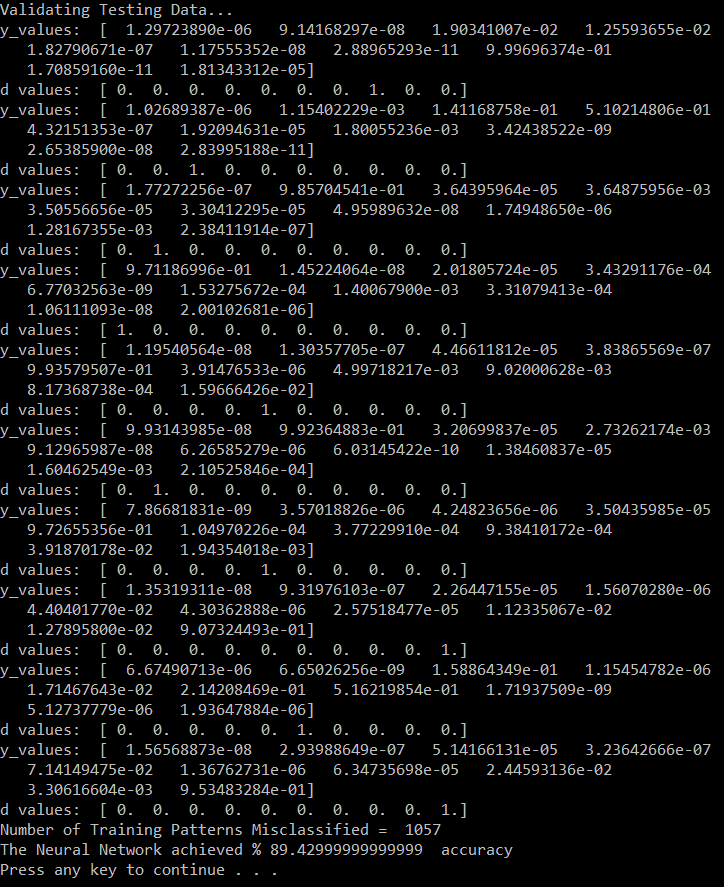 Validating Testing Data...
y_values:  [  1.29723890e-06   9.14168297e-08   1.90341007e-02   1.25593655e-02
   1.82790671e-07   1.17555352e-08   2.88965293e-11   9.99696374e-01
   1.70859160e-11   1.81343312e-05]
d values:  [ 0.  0.  0.  0.  0.  0.  0.  1.  0.  0.]
y_values:  [  1.02689387e-06   1.15402229e-03   1.41168758e-01   5.10214806e-01
   4.32151353e-07   1.92094631e-05   1.80055236e-03   3.42438522e-09
   2.65385900e-08   2.83995188e-11]
d values:  [ 0.  0.  1.  0.  0.  0.  0.  0.  0.  0.]
y_values:  [  1.77272256e-07   9.85704541e-01   3.64395964e-05   3.64875956e-03
   3.50556656e-05   3.30412295e-05   4.95989632e-08   1.74948650e-06
   1.28167355e-03   2.38411914e-07]
d values:  [ 0.  1.  0.  0.  0.  0.  0.  0.  0.  0.]
y_values:  [  9.71186996e-01   1.45224064e-08   2.01805724e-05   3.43291176e-04
   6.77032563e-09   1.53275672e-04   1.40067900e-03   3.31079413e-04
   1.06111093e-08   2.00102681e-06]
d values:  [ 1.  0.  0.  0.  0.  0.  0.  0.  0.  0.]
y_values:  [  1.19540564e-08   1.30357705e-07   4.46611812e-05   3.83865569e-07
   9.93579507e-01   3.91476533e-06   4.99718217e-03   9.02000628e-03
   8.17368738e-04   1.59666426e-02]
d values:  [ 0.  0.  0.  0.  1.  0.  0.  0.  0.  0.]
y_values:  [  9.93143985e-08   9.92364883e-01   3.20699837e-05   2.73262174e-03
   9.12965987e-08   6.26585279e-06   6.03145422e-10   1.38460837e-05
   1.60462549e-03   2.10525846e-04]
d values:  [ 0.  1.  0.  0.  0.  0.  0.  0.  0.  0.]
y_values:  [  7.86681831e-09   3.57018826e-06   4.24823656e-06   3.50435985e-05
   9.72655356e-01   1.04970226e-04   3.77229910e-04   9.38410172e-04
   3.91870178e-02   1.94354018e-03]
d values:  [ 0.  0.  0.  0.  1.  0.  0.  0.  0.  0.]
y_values:  [  1.35319311e-08   9.31976103e-07   2.26447155e-05   1.56070280e-06
   4.40401770e-02   4.30362888e-06   2.57518477e-05   1.12335067e-02
   1.27895800e-02   9.07324493e-01]
d values:  [ 0.  0.  0.  0.  0.  0.  0.  0.  0.  1.]
y_values:  [  6.67490713e-06   6.65026256e-09   1.58864349e-01   1.15454782e-06
   1.71467643e-02   2.14208469e-01   5.16219854e-01   1.71937509e-09
   5.12737779e-06   1.93647884e-06]
d values:  [ 0.  0.  0.  0.  0.  1.  0.  0.  0.  0.]
y_values:  [  1.56568873e-08   2.93988649e-07   5.14166131e-05   3.23642666e-07
   7.14149475e-02   1.36762731e-06   6.34735698e-05   2.44593136e-02
   3.30616604e-03   9.53483284e-01]
d values:  [ 0.  0.  0.  0.  0.  0.  0.  0.  0.  1.]
Number of Training Patterns Misclassified =  1057
The Neural Network achieved % 89.42999999999999  accuracy
Press any key to continue . . .